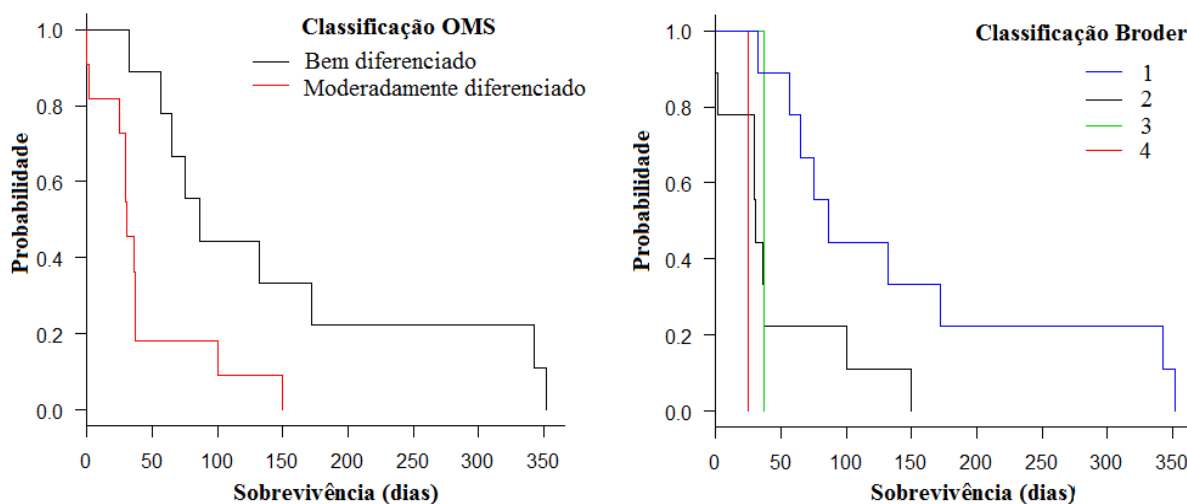 Classificação OMS
Bem diferenciado
Moderadamente diferenciado
Probabilidade
1.0
0.8
0.6
0.4
0.2
0.0
0 50 100 150 200 250 300 350
Sobrevivência (dias)
Classificação Broder
1
2
3
4
Probabilidade
1.0
0.8
0.6
0.4
0.2
0.0
0 50 100 150 200 250 300 350
Sobrevivência (dias)